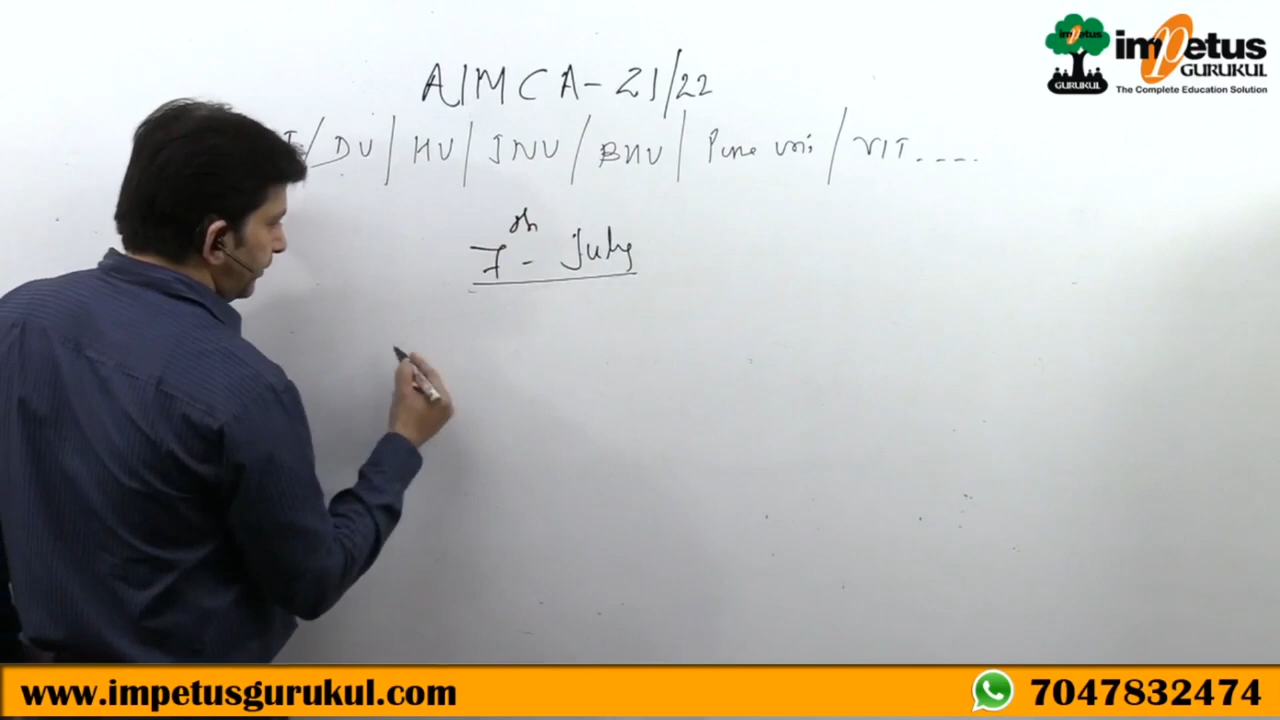 AIMCA-21/22
/ DU / HU / JNU / BHU / Pune Uni / VIT....
7th - July
impetus
GURUKUL
impetus
GURUKUL
The Complete Education Solution
www.impetusgurukul.com
7047832474